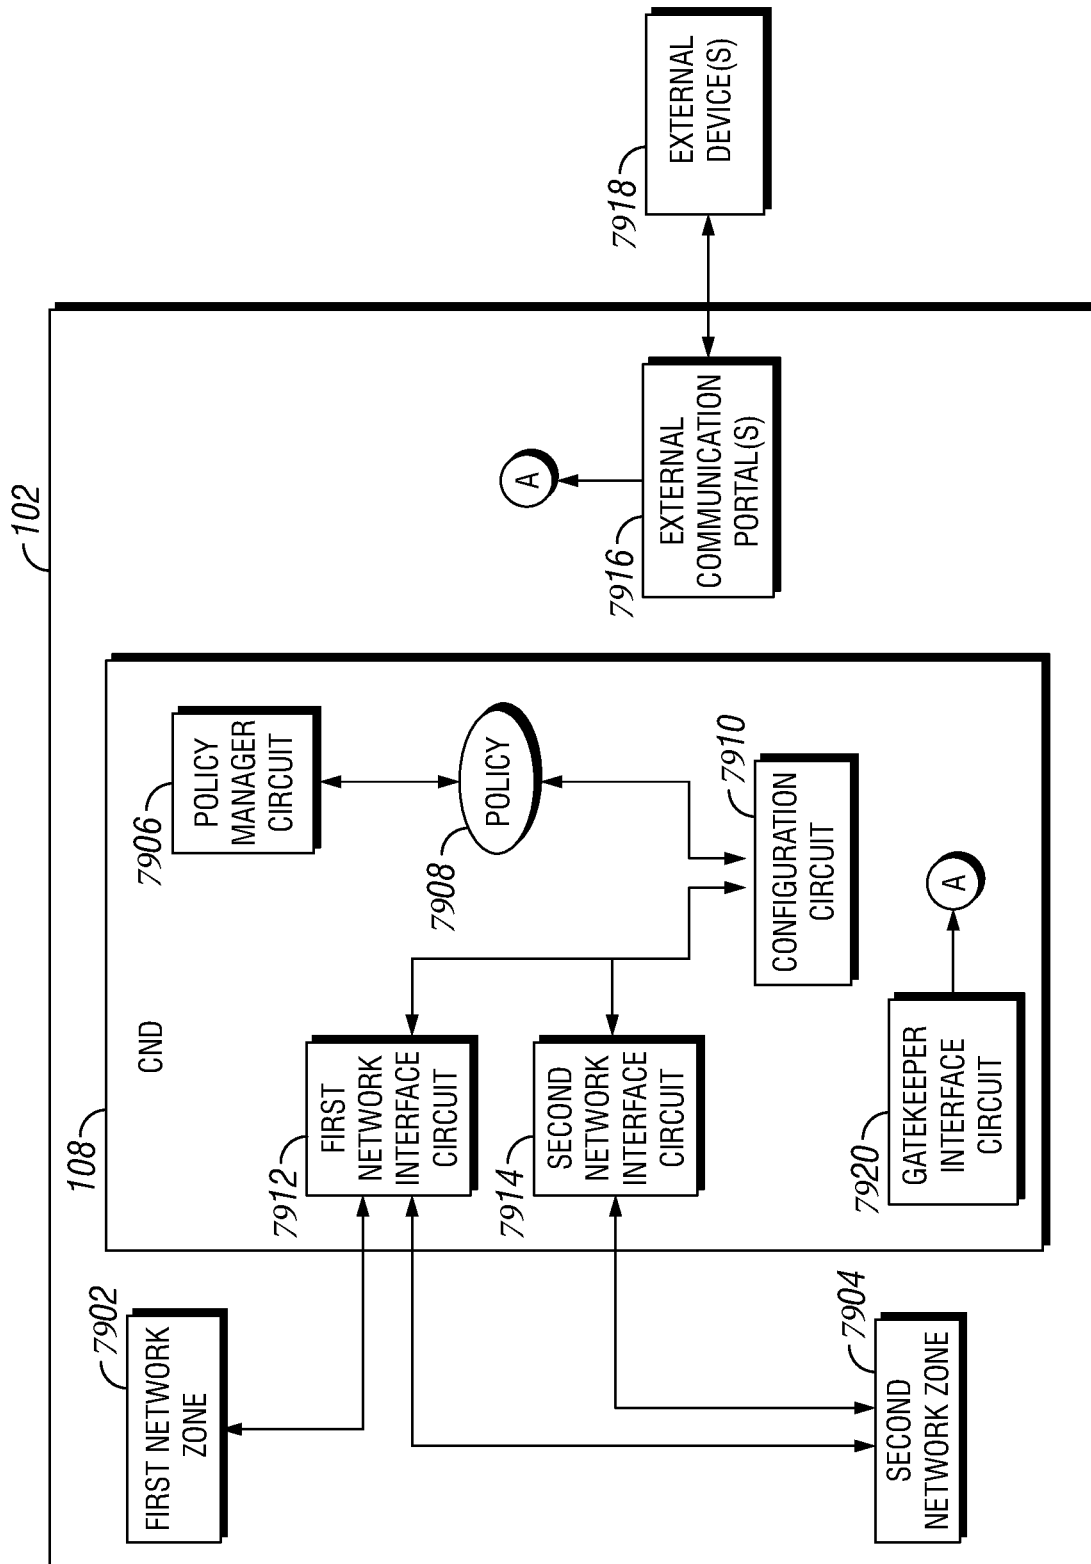 102
108
CND
7902
FIRST NETWORK
ZONE
7904
SECOND
NETWORK ZONE
7912
FIRST
NETWORK
INTERFACE
CIRCUIT
7914
SECOND
NETWORK
INTERFACE
CIRCUIT
7920
GATEKEEPER
INTERFACE
CIRCUIT
A
7906
POLICY
MANAGER
CIRCUIT
7908
POLICY
7910
CONFIGURATION
CIRCUIT
A
7916
EXTERNAL
COMMUNICATION
PORTAL(S)
7918
EXTERNAL
DEVICE(S)